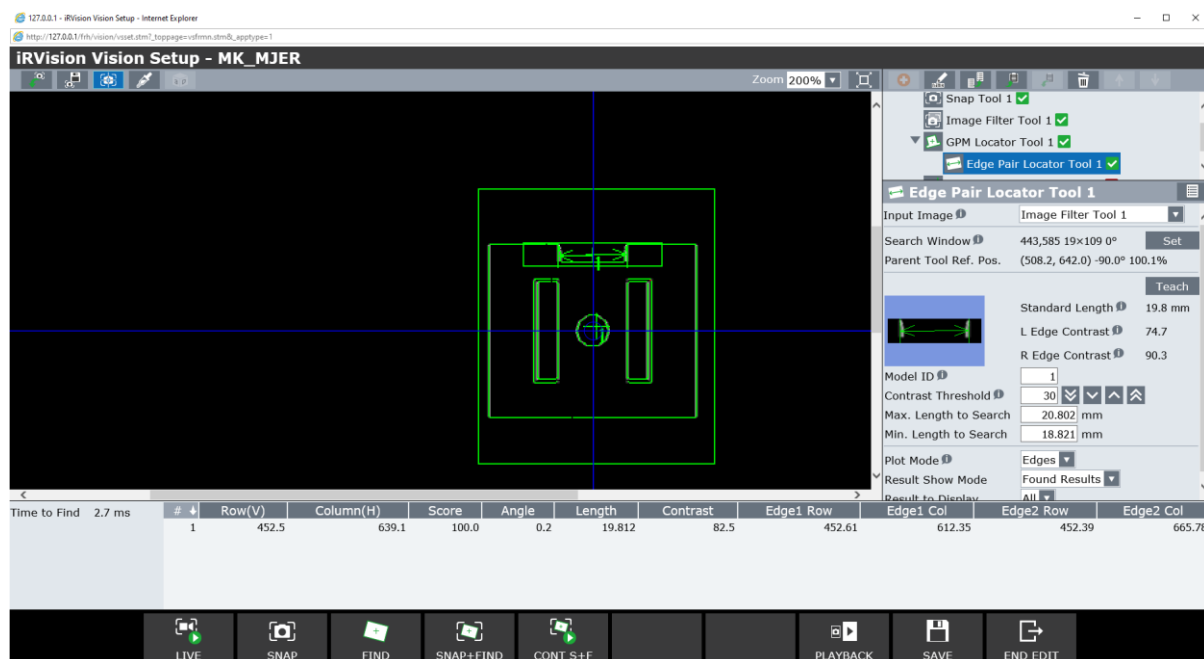 127.0.0.1 - iRVision Vision Setup - Internet Explorer
http://127.0.0.1/frh/vision/vsset.stm?_toppage=vsfrmn.stm&_apptype=1
iRVision Vision Setup - MK_MJER
Zoom 200%
Snap Tool 1
Image Filter Tool 1
GPM Locator Tool 1
Edge Pair Locator Tool 1
Edge Pair Locator Tool 1
Input Image Image Filter Tool 1
Search Window 443,585 19×109 0° Set
Parent Tool Ref. Pos. (508.2, 642.0) -90.0° 100.1%
Teach
Standard Length 19.8 mm
L Edge Contrast 74.7
R Edge Contrast 90.3
Model ID 1
Contrast Threshold 30
Max. Length to Search 20.802 mm
Min. Length to Search 18.821 mm
Plot Mode Edges
Result Show Mode Found Results
Result to Display All
Time to Find 2.7 ms
# Row(V) Column(H) Score Angle Length Contrast Edge1 Row Edge1 Col Edge2 Row Edge2 Col
1 452.5 639.1 100.0 0.2 19.812 82.5 452.61 612.35 452.39 665.78
LIVE SNAP FIND SNAP+FIND CONT S+F PLAYBACK SAVE END EDIT